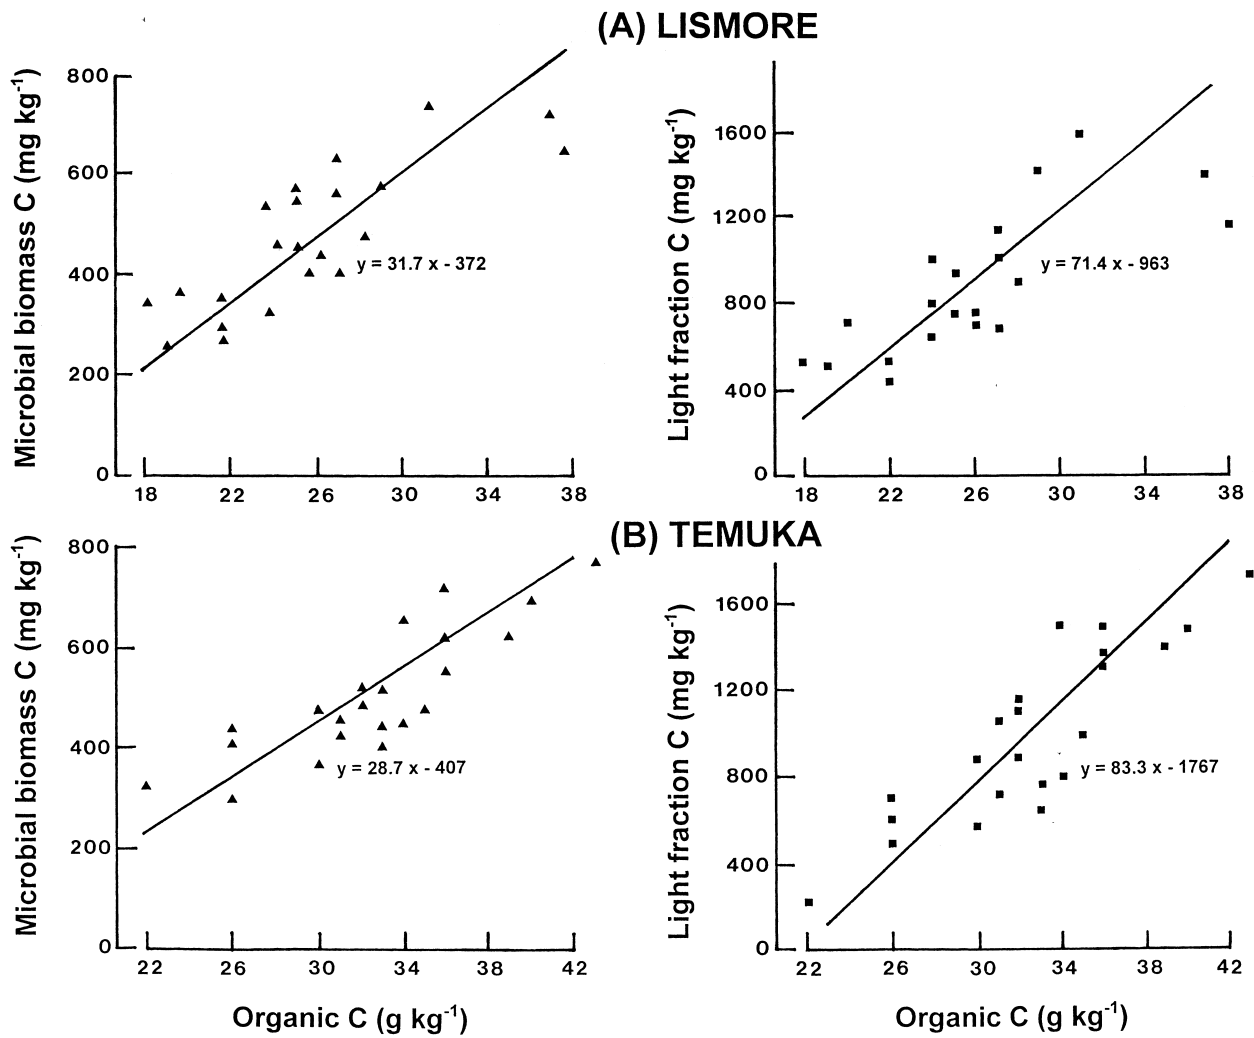 (A) LISMORE
Microbial biomass C (mg kg-1)
800
600
400
200
0
y = 31.7 x - 372
18 22 26 30 34 38
Light fraction C (mg kg-1)
1600
1200
800
400
0
y = 71.4 x - 963
18 22 26 30 34 38
(B) TEMUKA
Microbial biomass C (mg kg-1)
800
600
400
200
0
y = 28.7 x - 407
22 26 30 34 38 42
Organic C (g kg-1)
Light fraction C (mg kg-1)
1600
1200
800
400
0
y = 83.3 x - 1767
22 26 30 34 38 42
Organic C (g kg-1)